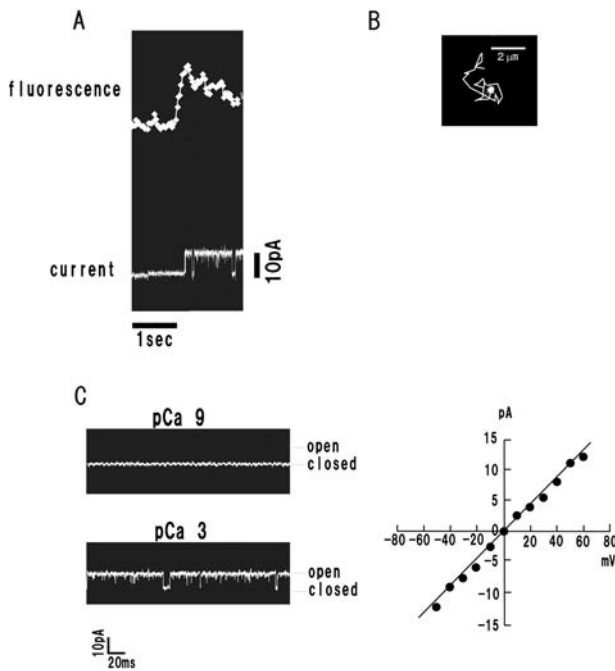 A
B
fluorescence
2 μm
current
10pA
1sec
C
pCa 9
open
closed
pCa 3
open
closed
10pA
20ms
pA
15
10
5
0
-80 -60 -40 -20 0 20 40 60 80
mV
-5
-10
-15